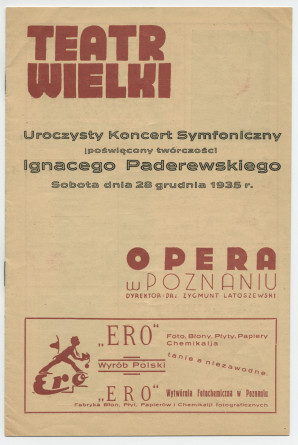 TEATR
WIELKI
Uroczysty Koncert Symfoniczny
poświęcony twórczości
Ignacego Paderewskiego
Sobota dnia 28 grudnia 1935 r.
OPERA
w POZNANIU
DYREKTOR: DR. ZYGMUNT LATOSZEWSKI
„ERO"
Foto, Błony, Płyty, Papiery
Chemikalja
Wyrób Polski
tanie a niezawodne.
Ero
„ERO"
Wytwórnia Fotochemiczna w Poznaniu
Fabryka Błon, Płyt, Papierów i Chemikalij fotograficznych